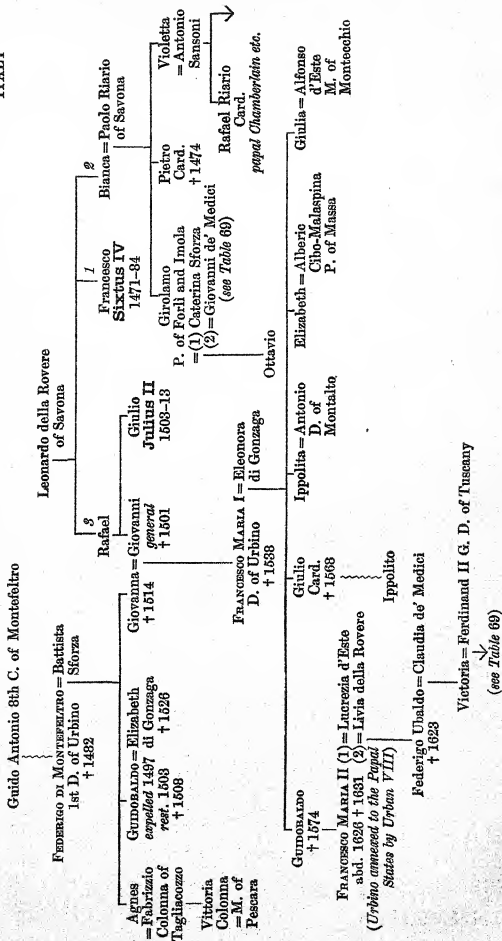 ITALY
Leonardo della Rovere
of Savona
Guido Antonio 8th C. of Montefeltro
3
Rafael
1
Francesco
Sixtus IV
1471–84
2
Bianca = Paolo Riario
of Savona
FEDERIGO DI MONTEFELTRO = Battista
1st D. of Urbino Sforza
†1482
Giovanna = Giovanni
†1514 general
†1501
Giulio
Julius II
1503–13
Girolamo
P. of Forlì and Imola
=(1) Caterina Sforza
(2)=Giovanni de' Medici
(see Table 69)
Pietro
Card.
†1474
Violetta
= Antonio
Sansoni
Agnes
= Fabrizzio
Colonna of
Tagliacozzo
GUIDOBALDO = Elizabeth
expelled 1497 di Gonzaga
rest. 1503 †1526
†1508
Ottavio
Rafael Riario
Card.
papal Chamberlain etc.
Vittoria
Colonna
= M. of
Pescara
FRANCESCO MARIA I = Eleonora
D. of Urbino di Gonzaga
†1538
GUIDOBALDO
†1574
Giulio
Card.
†1568
Ippolita = Antonio
D. of
Montalto
Elizabeth = Alberic
Cibo-Malaspina
P. of Massa
Giulia = Alfonso
d'Este
M. of
Montecchio
FRANCESCO MARIA II (1) = Lucrezia d'Este
abd. 1626 †1631 (2) = Livia della Rovere
(Urbino annexed to the Papal
States by Urban VIII)
Ippolito
Federigo Ubaldo = Claudia de' Medici
†1623
Victoria = Ferdinand II G. D. of Tuscany
(see Table 69)